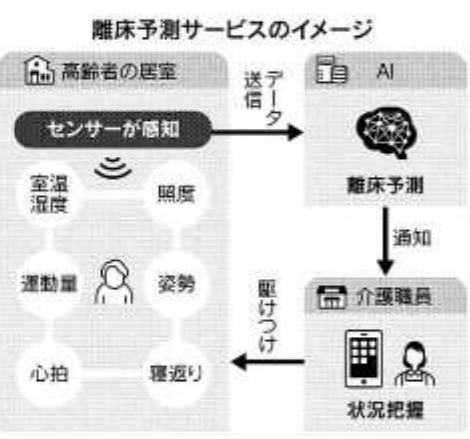 離床予測サービスのイメージ
高齢者の居室
センサーが感知
室温
湿度
照度
運動量
姿勢
心拍
寝返り
データ
送信
AI
離床予測
通知
介護職員
状況把握
駆けつけ